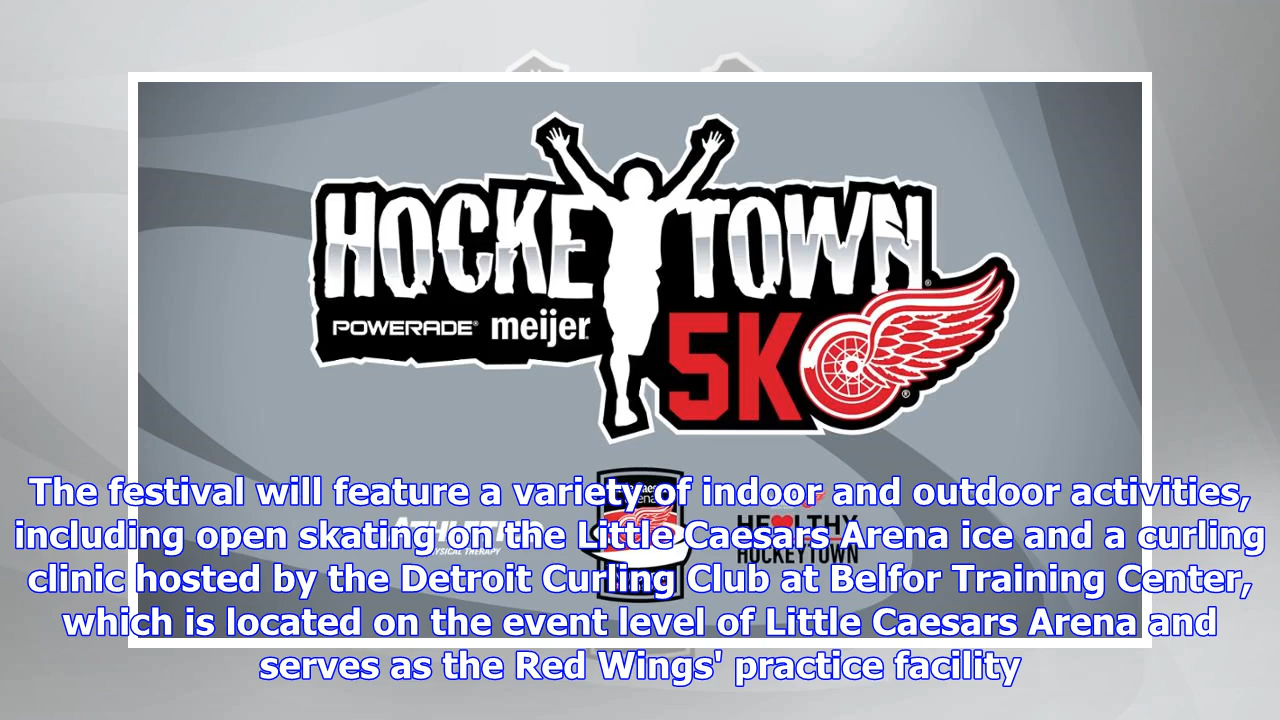 HOCKEYTOWN
POWERADE meijer
5K
The festival will feature a variety of indoor and outdoor activities,
including open skating on the Little Caesars Arena ice and a curling
HEALTHY
HOCKEYTOWN
clinic hosted by the Detroit Curling Club at Belfor Training Center,
which is located on the event level of Little Caesars Arena and
serves as the Red Wings' practice facility